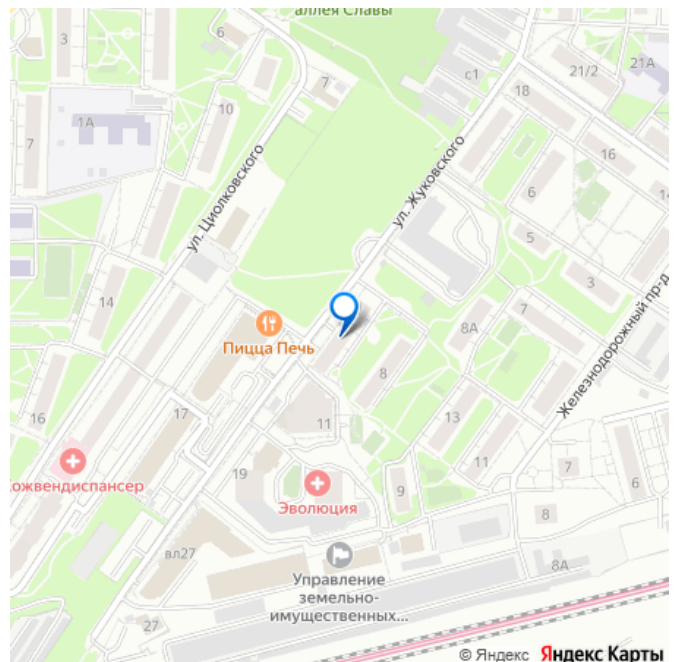 аллея Славы
3
6
7
с1
21/2
21А
18
10
1А
7
ул. Циолковского
ул. Жуковского
16
6
14
5
3
14
8А
Железнодорожный пр-д
Пицца Печь
8
16
17
11
13
11
7
ожвендиспансер
19
Эволюция
9
6
8
вл27
8А
Управление
земельно-
имущественных...
27
© Яндекс Яндекс Карты